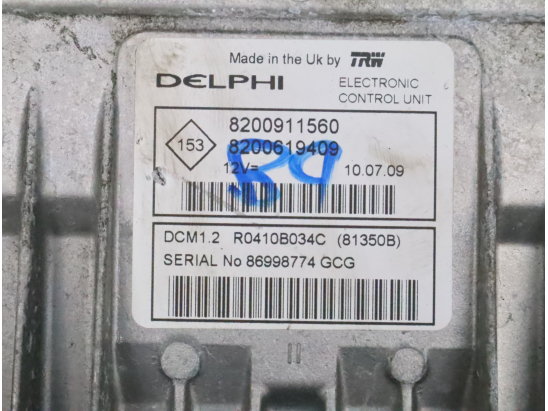 Made in the Uk by TRW
DELPHI ELECTRONIC
CONTROL UNIT
8200911560
153
8200619409
12V= 10.07.09
DCM1.2 R0410B034C (81350B)
SERIAL No 86998774 GCG